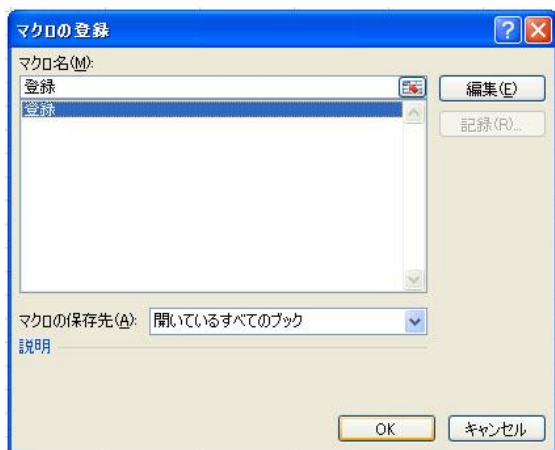 マクロの登録
マクロ名(M):
登録
編集(E)
登録
記録(R)...
マクロの保存先(A):
開いているすべてのブック
説明
OK
キャンセル